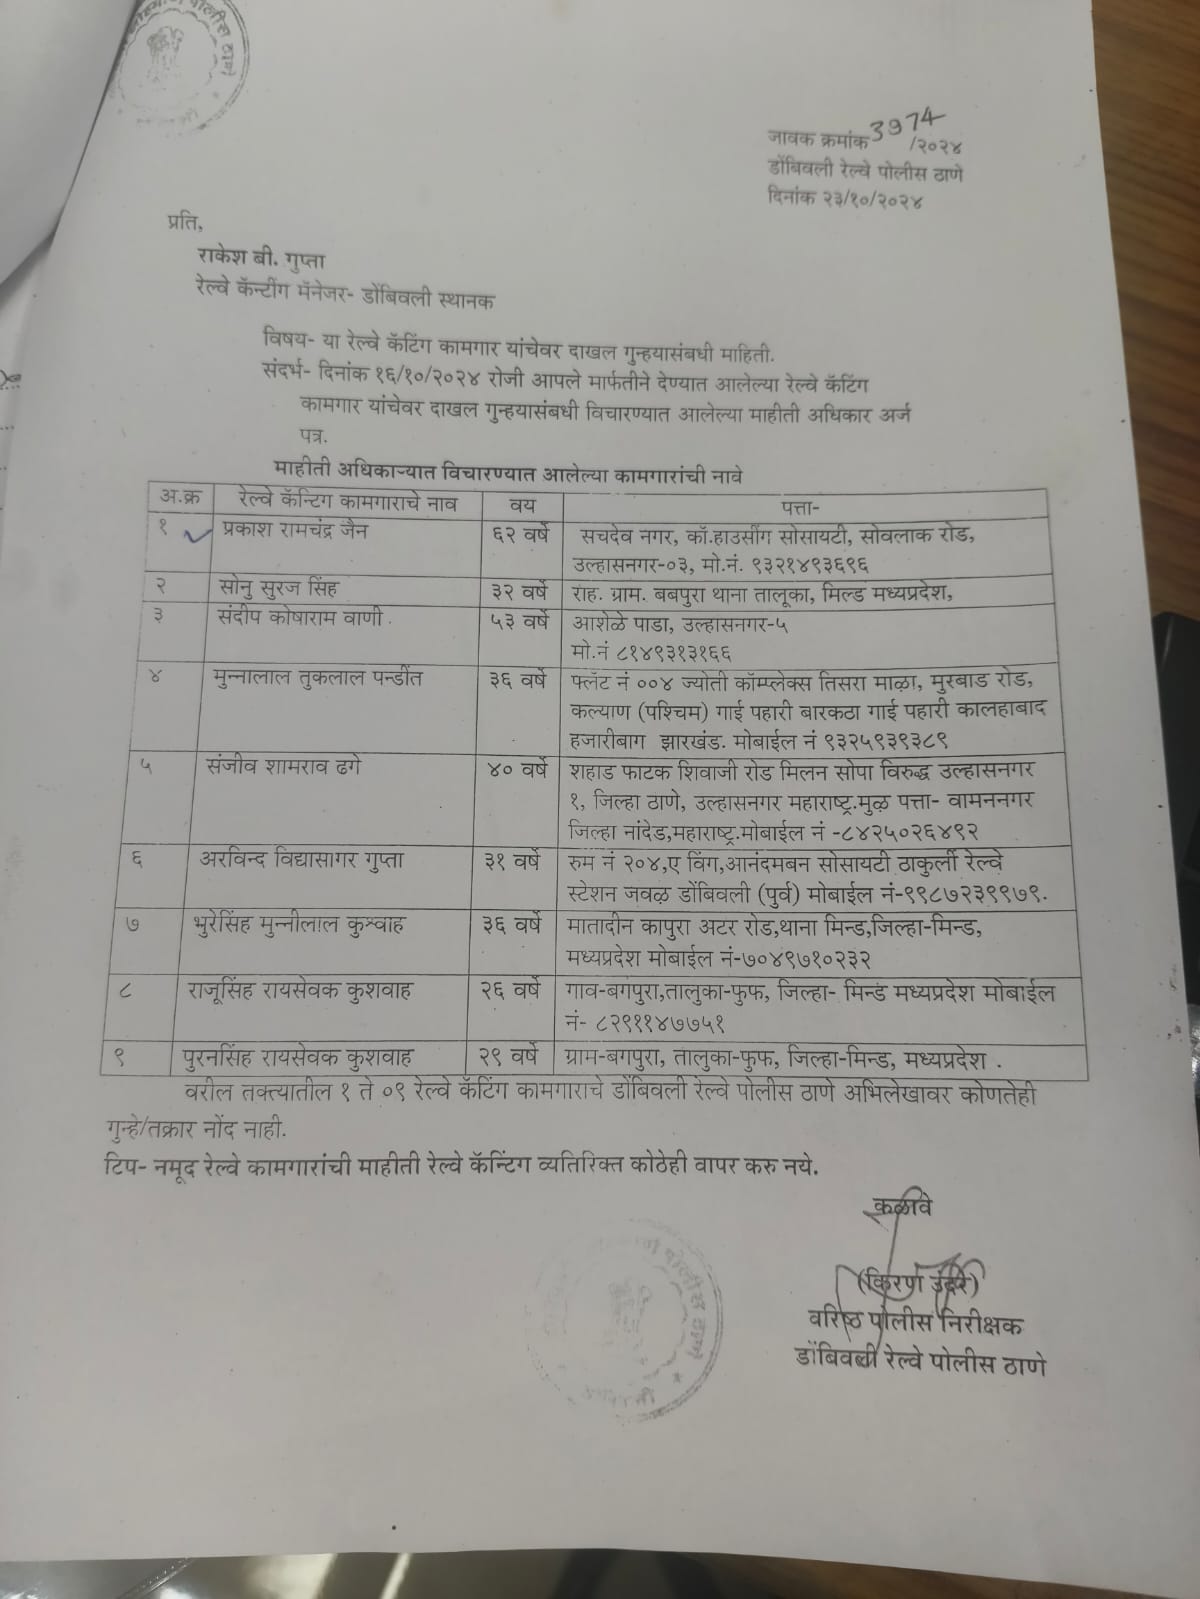 पोलीस ठाणे
जावक क्रमांक 3974 /२०२४
डोंबिवली रेल्वे पोलीस ठाणे
दिनांक २३/१०/२०२४
प्रति,
राकेश बी. गुप्ता
रेल्वे कॅन्टींग मॅनेजर- डोंबिवली स्थानक
विषय- या रेल्वे कॅटिंग कामगार यांचेवर दाखल गुन्हयासंबधी माहिती.
संदर्भ- दिनांक १६/१०/२०२४ रोजी आपले मार्फतीने देण्यात आलेल्या रेल्वे कॅटिंग
कामगार यांचेवर दाखल गुन्हयासंबधी विचारण्यात आलेल्या माहीती अधिकार अर्ज
पत्र.
माहीती अधिकाऱ्यात विचारण्यात आलेल्या कामगारांची नावे
अ.क्र रेल्वे कॅन्टिग कामगाराचे नाव वय पत्ता-
१ प्रकाश रामचंद्र जैन ६२ वर्षे सचदेव नगर, कॉ.हाउसींग सोसायटी, सोवलाक रोड,
उल्हासनगर-०३, मो.नं. ९३२१४९३६९६
२ सोनु सुरज सिंह ३२ वर्षे राह. ग्राम. बबपुरा थाना तालूका, मिल्ड मध्यप्रदेश,
३ संदीप कोषाराम वाणी. ५३ वर्षे आशेळे पाडा, उल्हासनगर-५
मो.नं ८१४९३१३१६६
४ मुन्नालाल तुकलाल पन्डींत ३६ वर्षे फ्लॅट नं ००४ ज्योती कॉम्प्लेक्स तिसरा माळा, मुरबाड रोड,
कल्याण (पश्चिम) गाई पहारी बारकठा गाई पहारी कालहाबाद
हजारीबाग झारखंड. मोबाईल नं ९३२५९३९३८९
५ संजीव शामराव ढगे ४० वर्षे शहाड फाटक शिवाजी रोड मिलन सोपा विरुद्ध उल्हासनगर
१, जिल्हा ठाणे, उल्हासनगर महाराष्ट्र.मुळ पत्ता- वामननगर
जिल्हा नांदेड,महाराष्ट्र.मोबाईल नं -८४२५०२६४९२
६ अरविन्द विद्यासागर गुप्ता ३१ वर्षे रुम नं २०४,ए विंग,आनंदमबन सोसायटी ठाकुर्ली रेल्वे
स्टेशन जवळ डोंबिवली (पुर्व) मोबाईल नं-९९८७२३९९७९.
७ भुरेसिंह मुन्नीलाल कुश्वाह ३६ वर्षे मातादीन कापुरा अटर रोड,थाना मिन्ड,जिल्हा-मिन्ड,
मध्यप्रदेश मोबाईल नं-७०४९७१०२३२
८ राजूसिंह रायसेवक कुशवाह २६ वर्षे गाव-बगपुरा,तालुका-फुफ, जिल्हा- मिन्ड मध्यप्रदेश मोबाईल
नं- ८२९११४७७५१
९ पुरनसिंह रायसेवक कुशवाह २९ वर्षे ग्राम-बगपुरा, तालुका-फुफ, जिल्हा-मिन्ड, मध्यप्रदेश .
वरील तक्त्यातील १ ते ०९ रेल्वे कॅटिंग कामगाराचे डोंबिवली रेल्वे पोलीस ठाणे अभिलेखावर कोणतेही
गुन्हे/तक्रार नोंद नाही.
टिप- नमूद रेल्वे कामगारांची माहीती रेल्वे कॅन्टिंग व्यतिरिक्त कोठेही वापर करु नये.
कळावे
(किरण उंदरे)
वरिष्ठ पोलीस निरीक्षक
डोंबिवली रेल्वे पोलीस ठाणे
पोलीस ठाणे